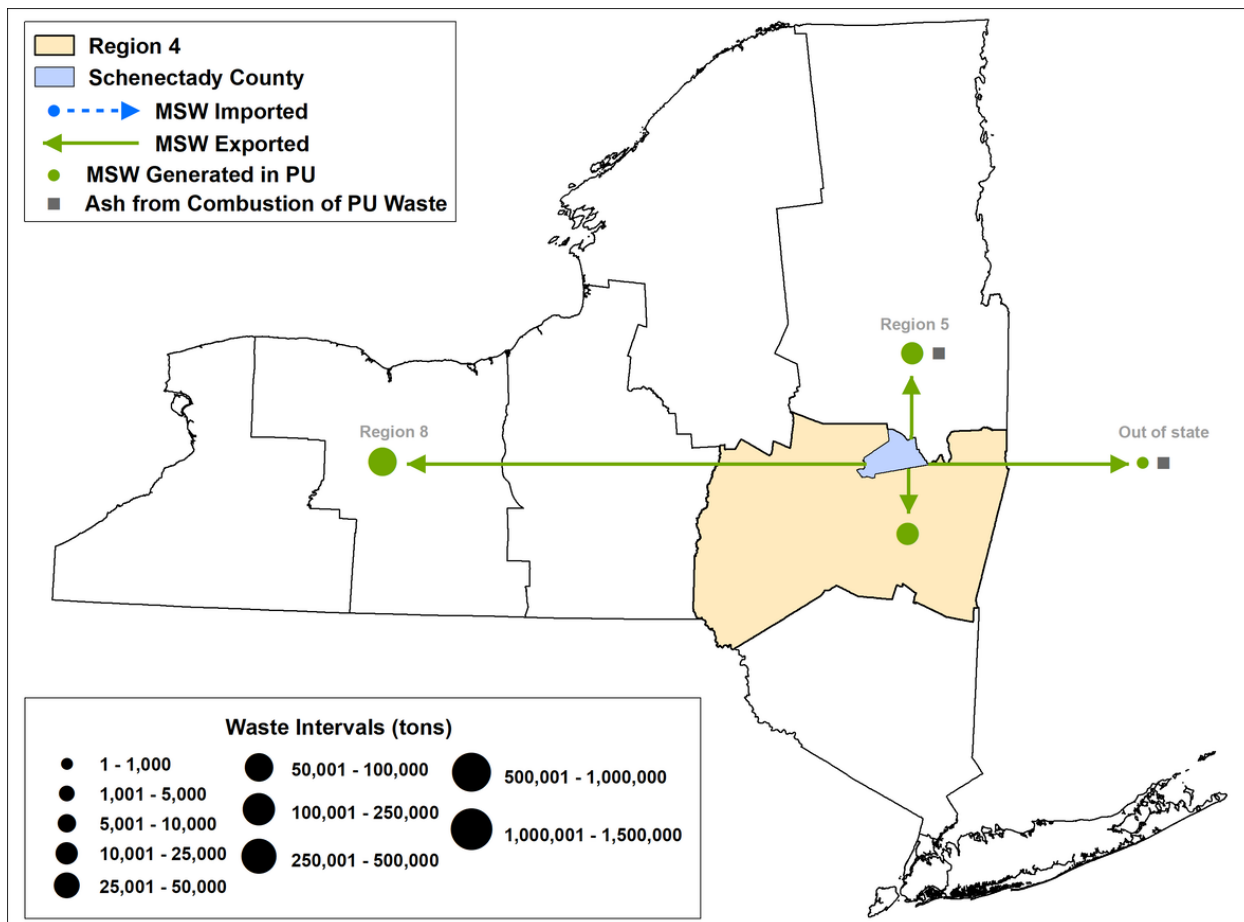 Region 4
Schenectady County
MSW Imported
MSW Exported
MSW Generated in PU
Ash from Combustion of PU Waste
Region 5
Region 8
Out of state
Waste Intervals (tons)
1 - 1,000
1,001 - 5,000
5,001 - 10,000
10,001 - 25,000
25,001 - 50,000
50,001 - 100,000
100,001 - 250,000
250,001 - 500,000
500,001 - 1,000,000
1,000,001 - 1,500,000